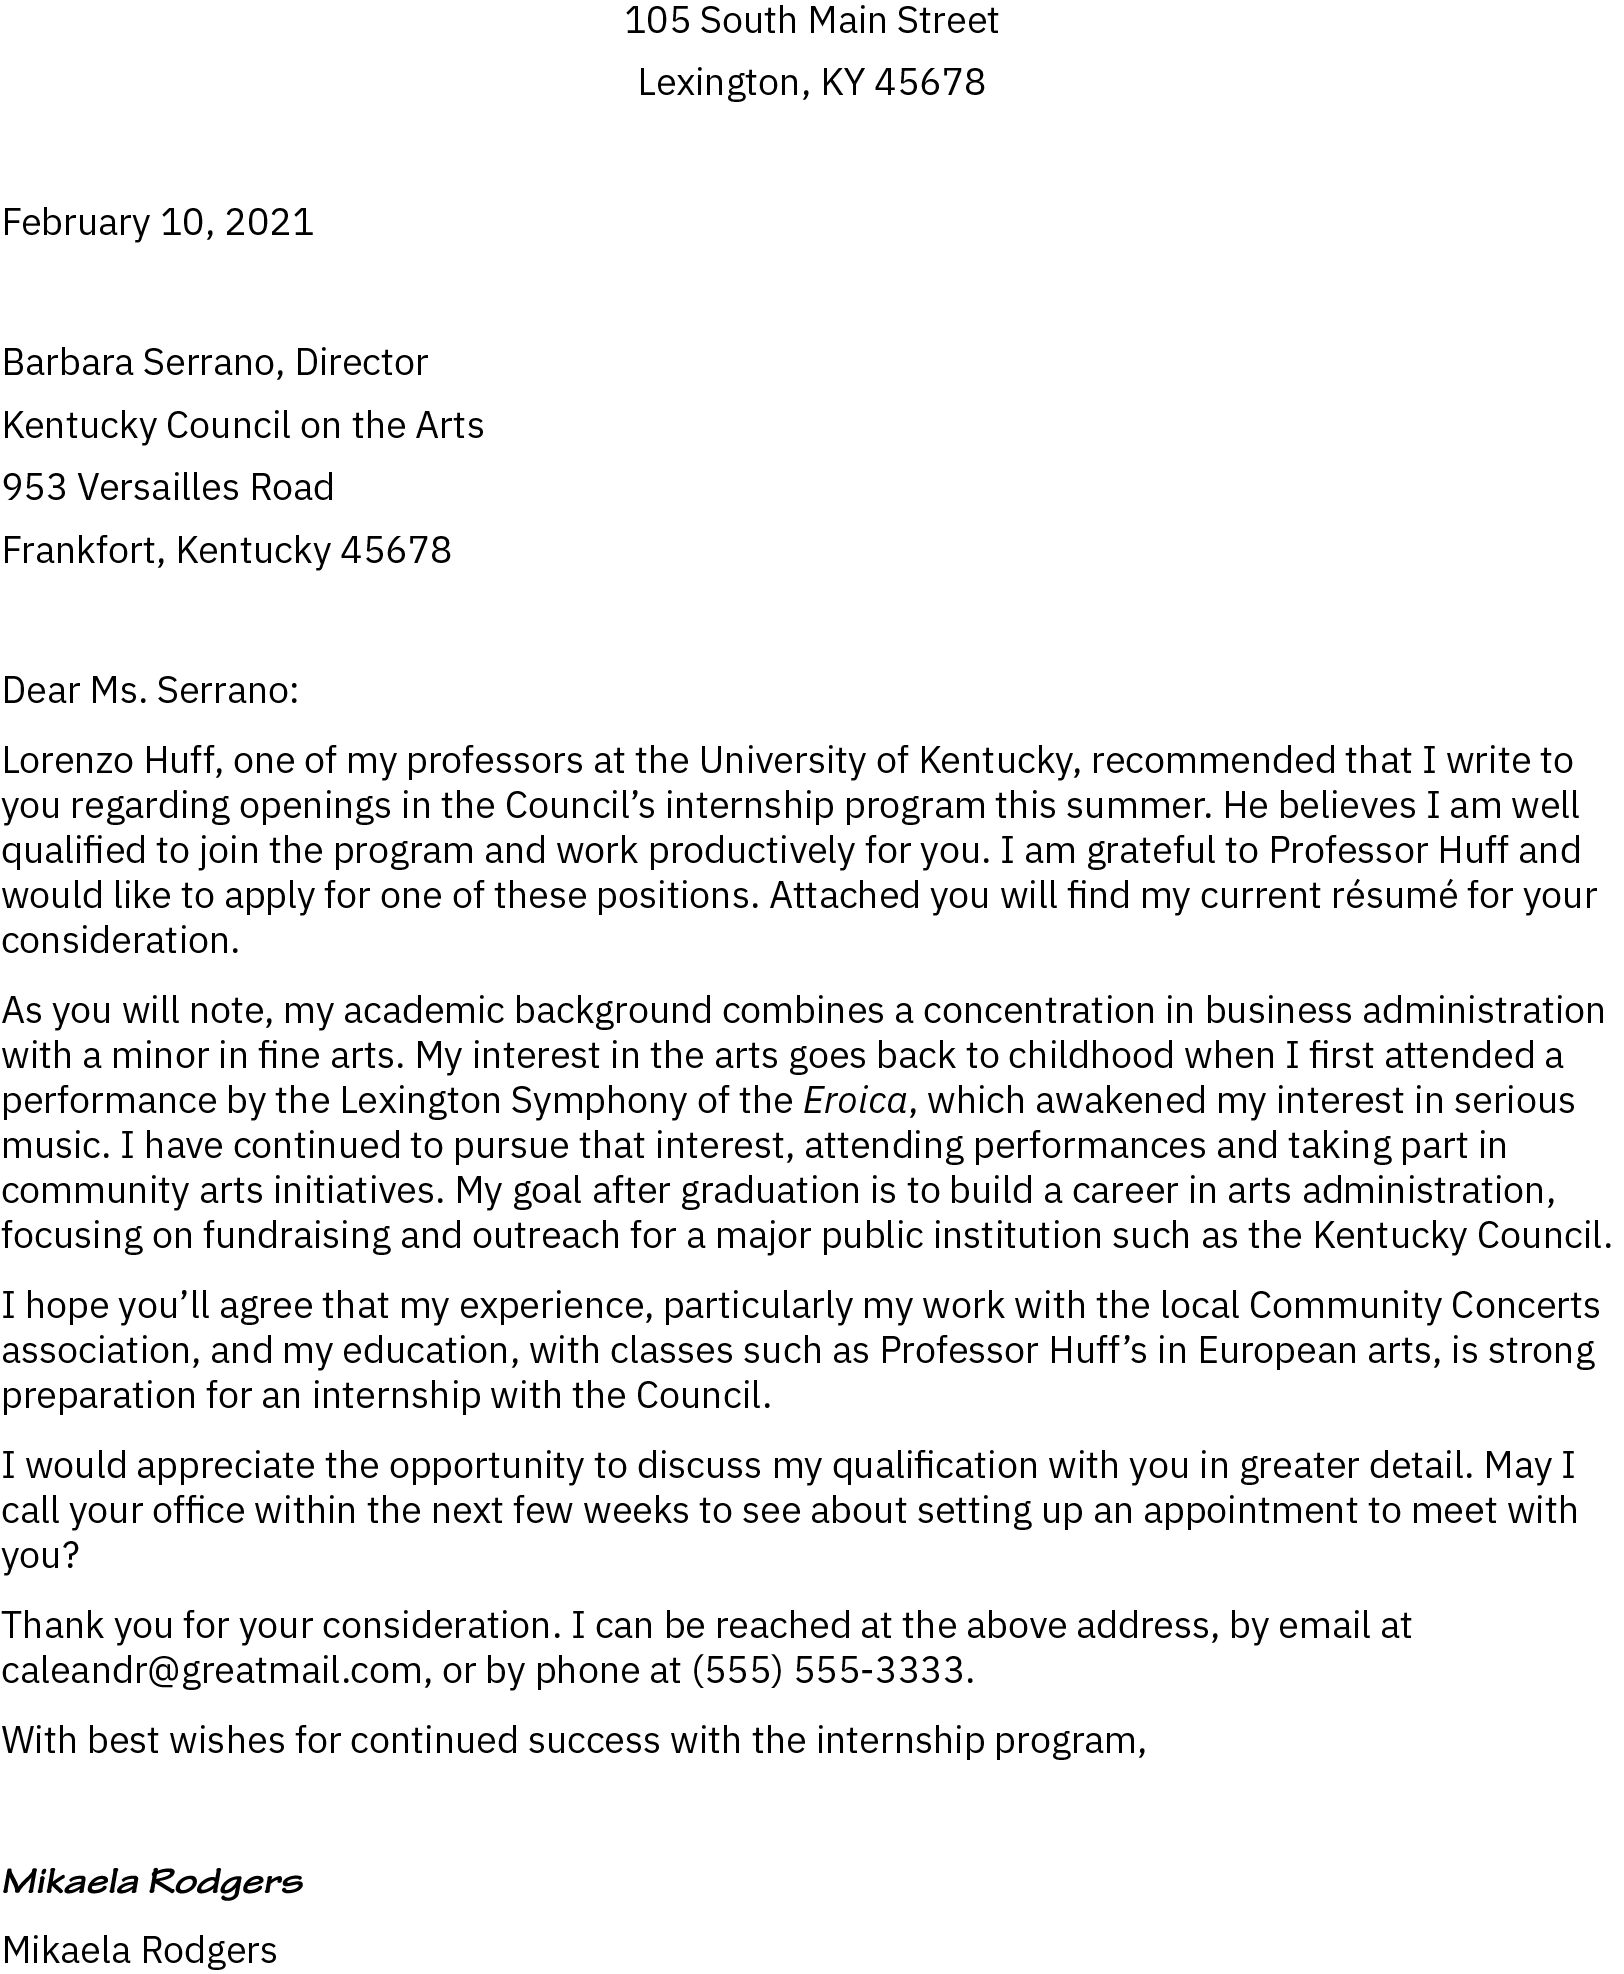 105 South Main Street
Lexington, KY 45678
February 10, 2021
Barbara Serrano, Director
Kentucky Council on the Arts
953 Versailles Road
Frankfort, Kentucky 45678
Dear Ms. Serrano:
Lorenzo Huff, one of my professors at the University of Kentucky, recommended that I write to
you regarding openings in the Council’s internship program this summer. He believes I am well
qualified to join the program and work productively for you. I am grateful to Professor Huff and
would like to apply for one of these positions. Attached you will find my current résumé for your
consideration.
As you will note, my academic background combines a concentration in business administration
with a minor in fine arts. My interest in the arts goes back to childhood when I first attended a
performance by the Lexington Symphony of the Eroica, which awakened my interest in serious
music. I have continued to pursue that interest, attending performances and taking part in
community arts initiatives. My goal after graduation is to build a career in arts administration,
focusing on fundraising and outreach for a major public institution such as the Kentucky Council.
I hope you’ll agree that my experience, particularly my work with the local Community Concerts
association, and my education, with classes such as Professor Huff’s in European arts, is strong
preparation for an internship with the Council.
I would appreciate the opportunity to discuss my qualification with you in greater detail. May I
call your office within the next few weeks to see about setting up an appointment to meet with
you?
Thank you for your consideration. I can be reached at the above address, by email at
caleandr@greatmail.com, or by phone at (555) 555-3333.
With best wishes for continued success with the internship program,
Mikaela Rodgers
Mikaela Rodgers